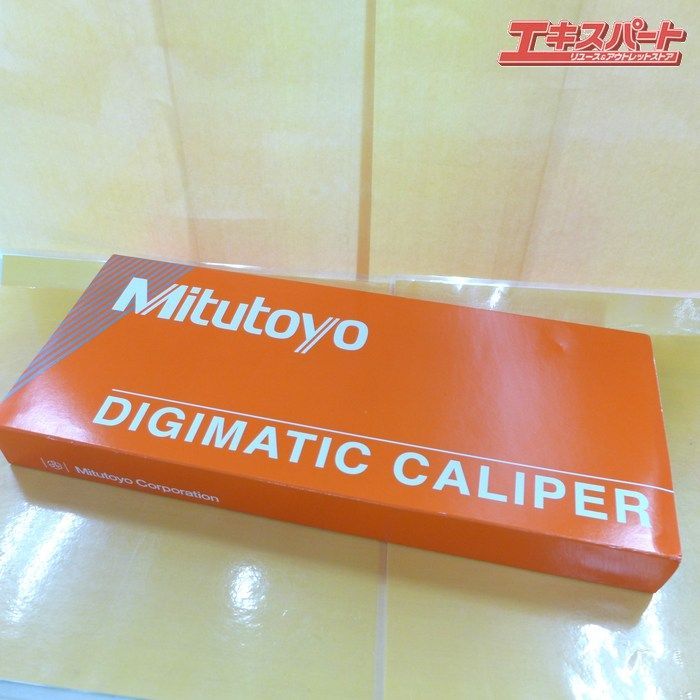 エキスパート
リユース&アウトレットストア
Mitutoyo
DIGIMATIC CALIPER
Mitutoyo Corporation